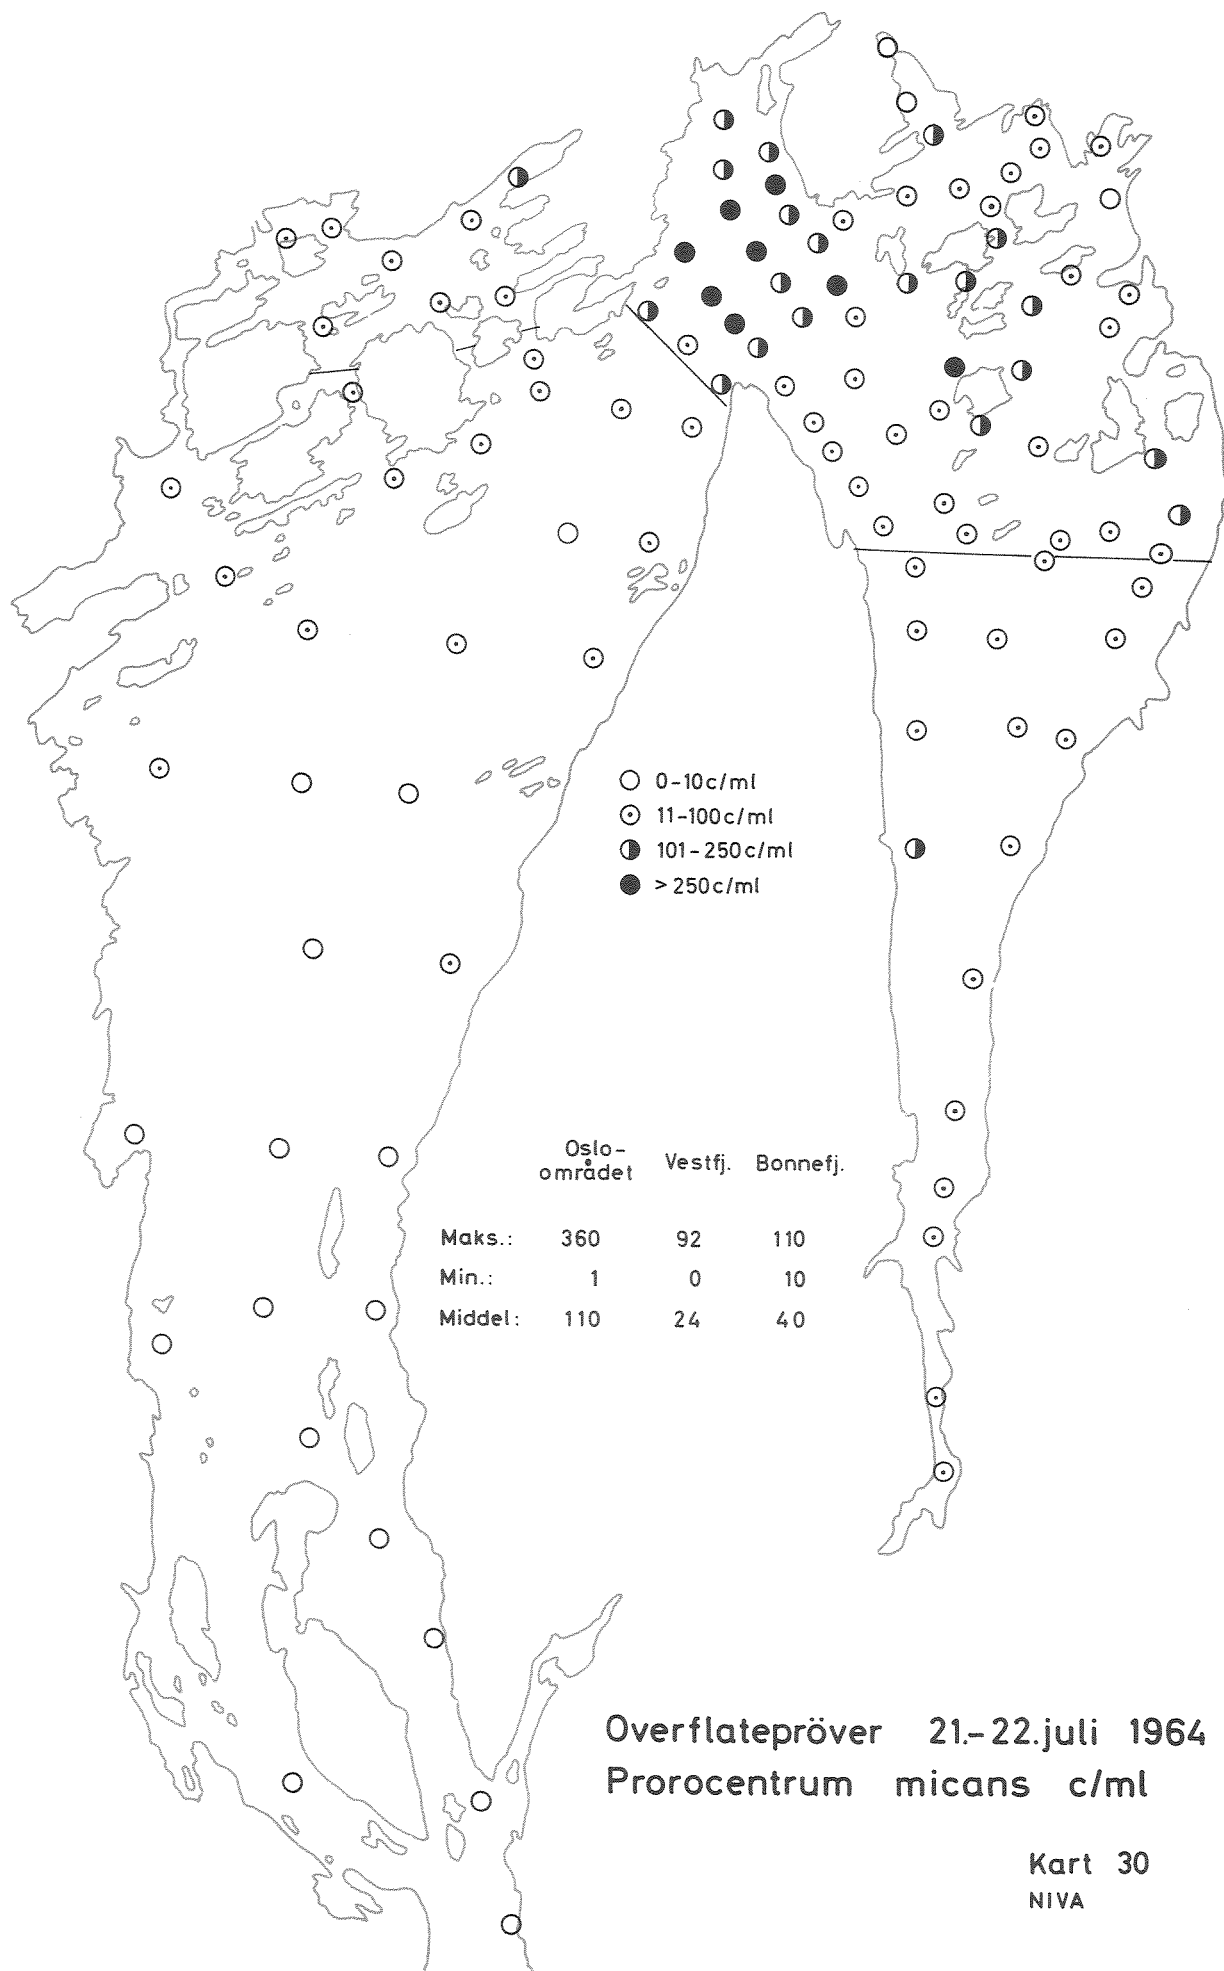 0-10c/ml
11-100c/ml
101-250c/ml
>250c/ml
Oslo-
området Vestfj. Bonnefj.
Maks.: 360 92 110
Min.: 1 0 10
Middel: 110 24 40
Overflatepröver 21.-22.juli 1964
Prorocentrum micans c/ml
Kart 30
NIVA